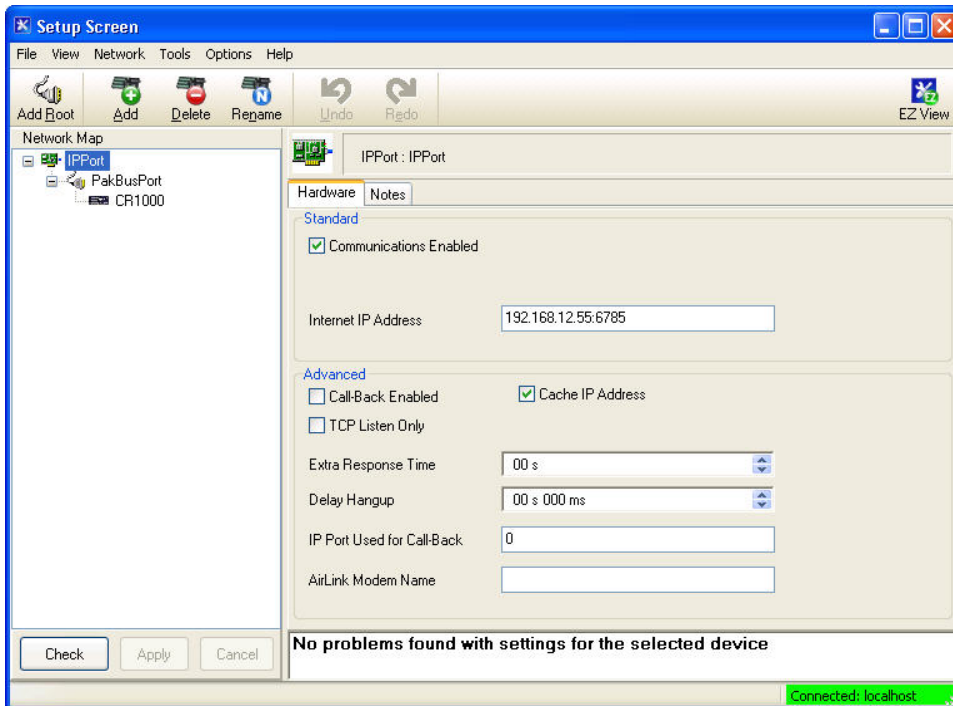 Setup Screen
File View Network Tools Options Help
Add Root Add Delete Rename Undo Redo EZ View
Network Map
IPPort
PakBusPort
CR1000
IPPort : IPPort
Hardware Notes
Standard
Communications Enabled
Internet IP Address 192.168.12.55:6785
Advanced
Call-Back Enabled Cache IP Address
TCP Listen Only
Extra Response Time 00 s
Delay Hangup 00 s 000 ms
IP Port Used for Call-Back 0
AirLink Modem Name
Check Apply Cancel
No problems found with settings for the selected device
Connected: localhost